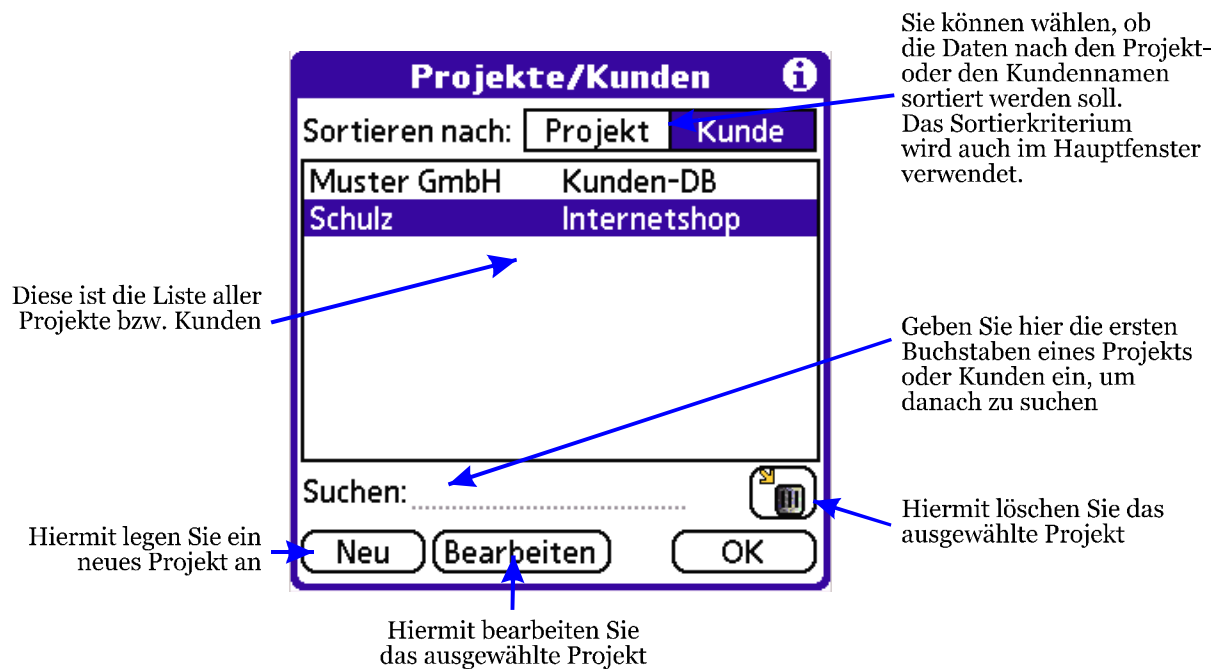 Sie können wählen, ob
die Daten nach den Projekt-
oder den Kundennamen
sortiert werden soll.
Das Sortierkriterium
wird auch im Hauptfenster
verwendet.
Projekte/Kunden i
Sortieren nach: Projekt Kunde
Muster GmbH Kunden-DB
Schulz Internetshop
Diese ist die Liste aller
Projekte bzw. Kunden
Geben Sie hier die ersten
Buchstaben eines Projekts
oder Kunden ein, um
danach zu suchen
Suchen:
Hiermit löschen Sie das
ausgewählte Projekt
Hiermit legen Sie ein
neues Projekt an
Neu Bearbeiten OK
Hiermit bearbeiten Sie
das ausgewählte Projekt